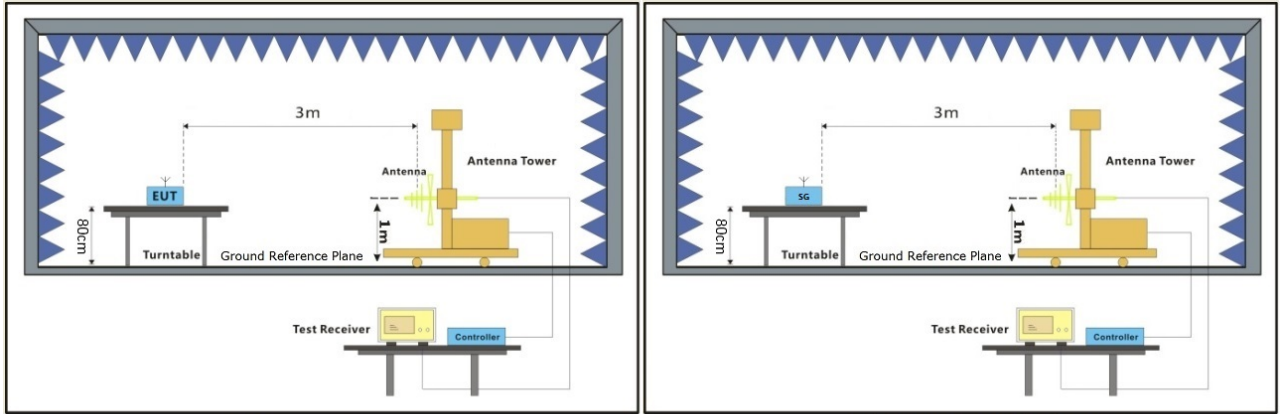 3m
Antenna Tower
Antenna
EUT
80cm
1m
Turntable
Ground Reference Plane
Test Receiver
Controller
3m
Antenna Tower
Antenna
SG
80cm
1m
Turntable
Ground Reference Plane
Test Receiver
Controller